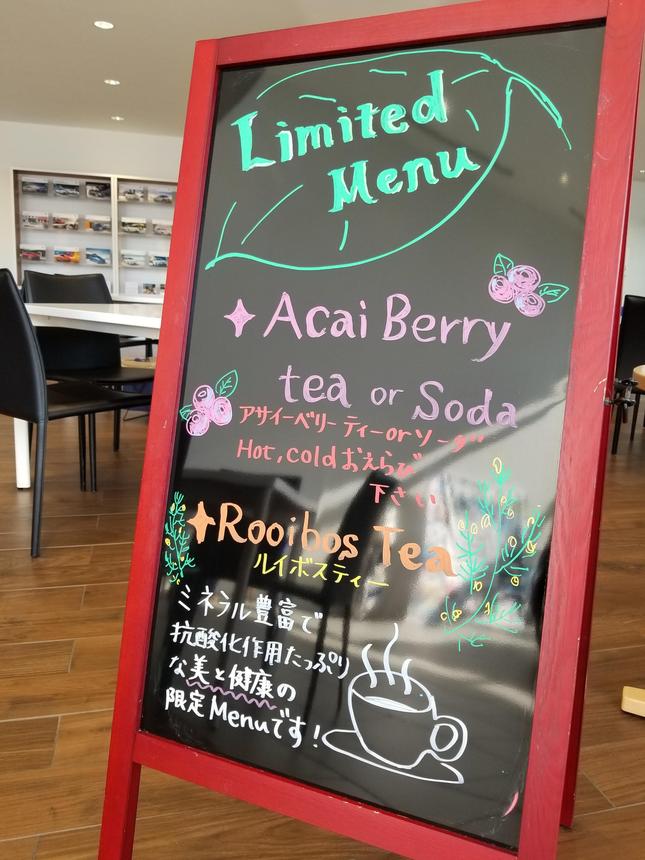 Limited
Menu
Acai Berry
tea or Soda
アサイーベリー ティーorソーダ
Hot, coldおえらび
下さい
Rooibos Tea
ルイボスティー
ミネラル豊富で
抗酸化作用たっぷり
な美と健康の
限定Menuです!